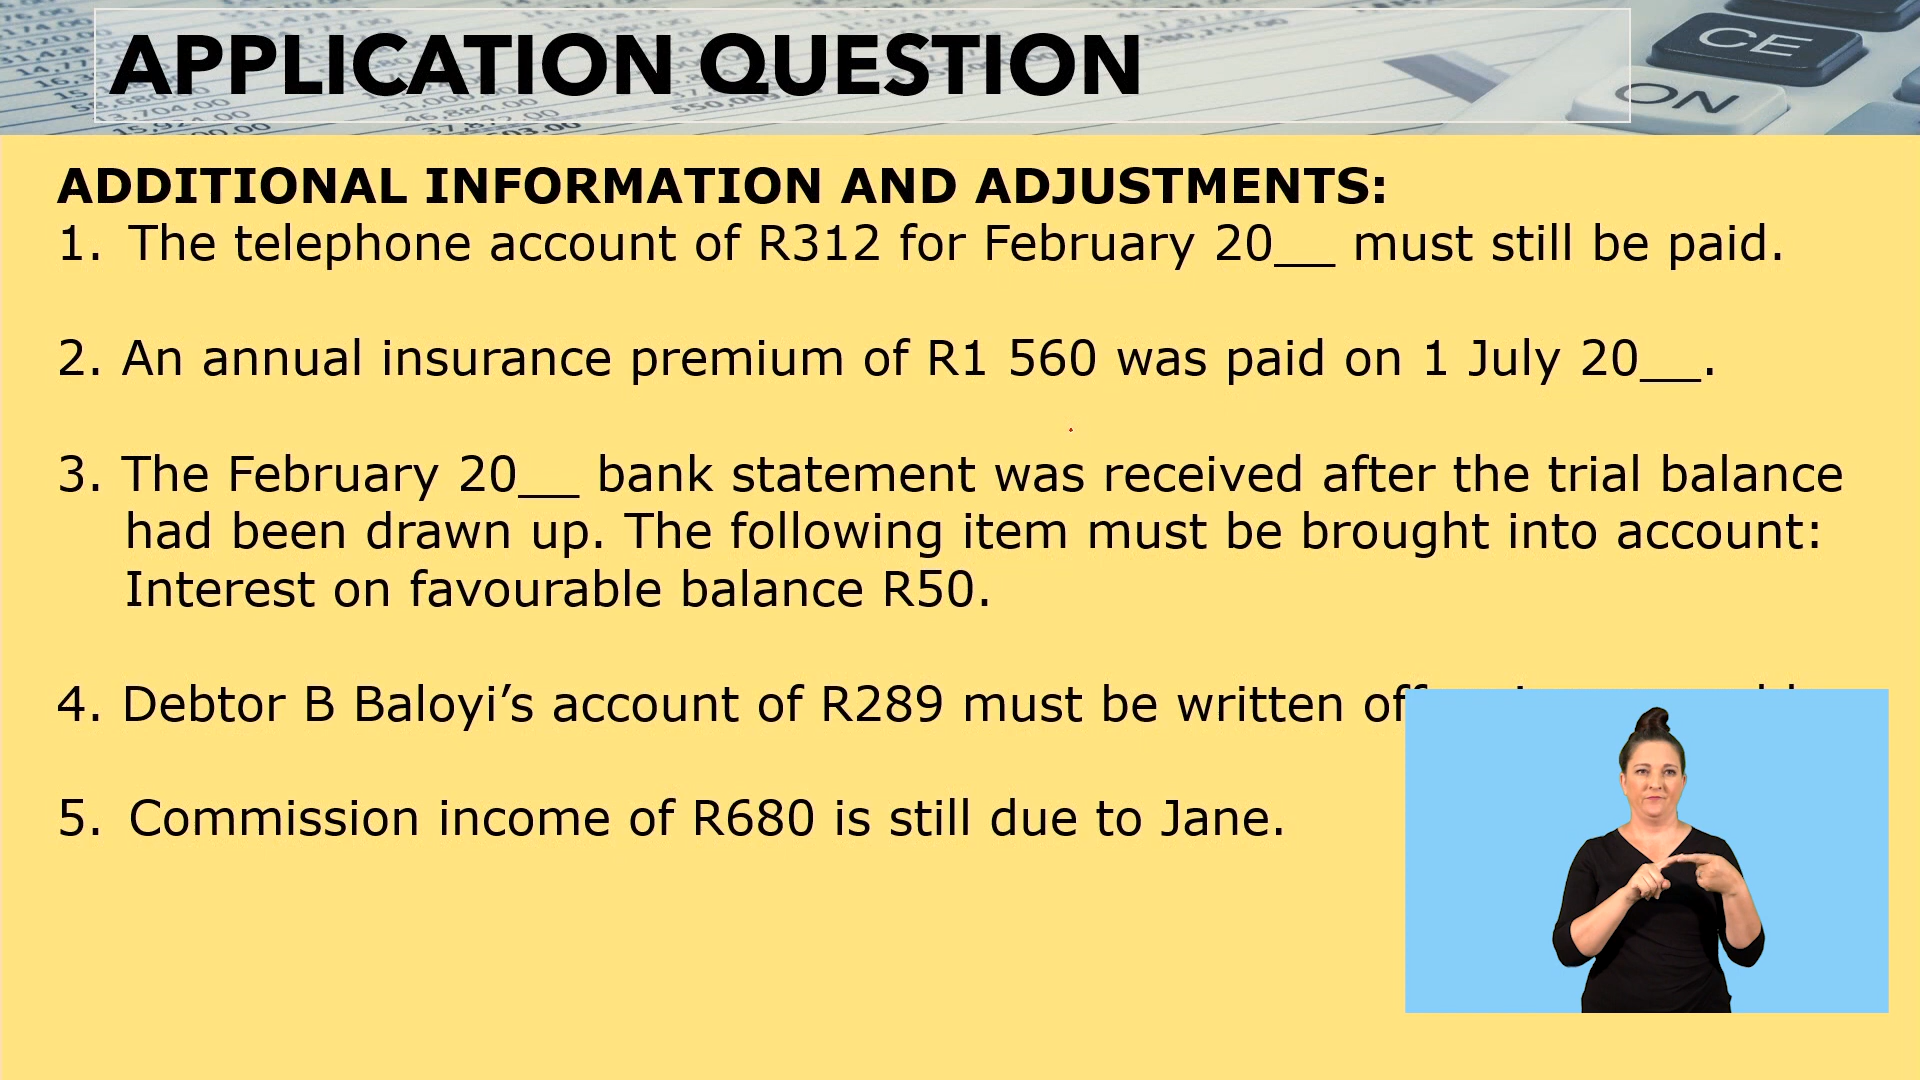 APPLICATION QUESTION
CE
ON
ADDITIONAL INFORMATION AND ADJUSTMENTS:
1. The telephone account of R312 for February 20__ must still be paid.
2. An annual insurance premium of R1 560 was paid on 1 July 20__.
3. The February 20__ bank statement was received after the trial balance
had been drawn up. The following item must be brought into account:
Interest on favourable balance R50.
4. Debtor B Baloyi’s account of R289 must be written
5. Commission income of R680 is still due to Jane.